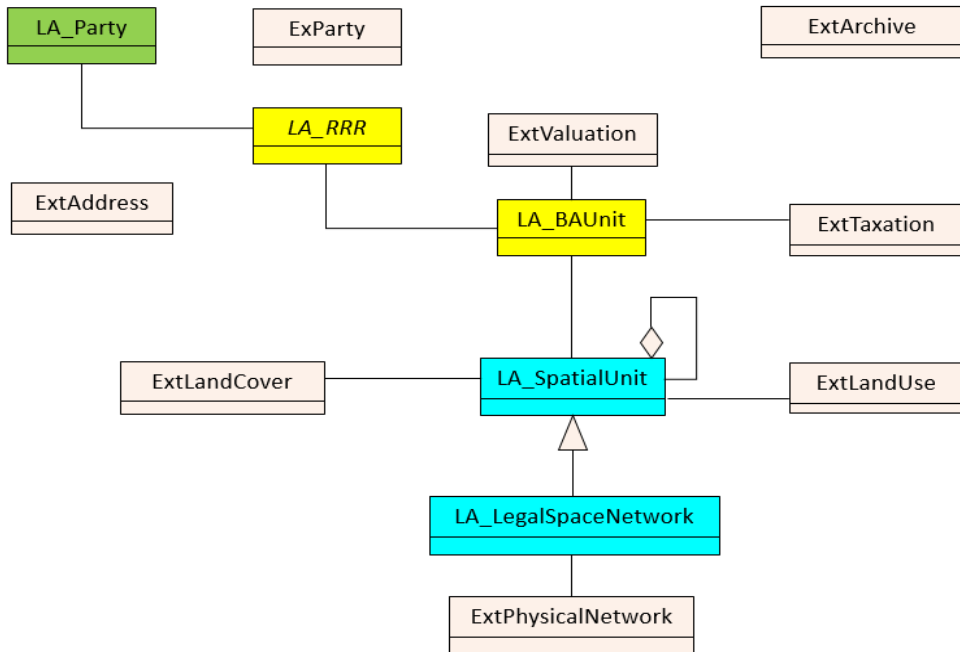 LA_Party
ExParty
ExtArchive
LA_RRR
ExtValuation
ExtAddress
LA_BAUnit
ExtTaxation
ExtLandCover
LA_SpatialUnit
ExtLandUse
LA_LegalSpaceNetwork
ExtPhysicalNetwork